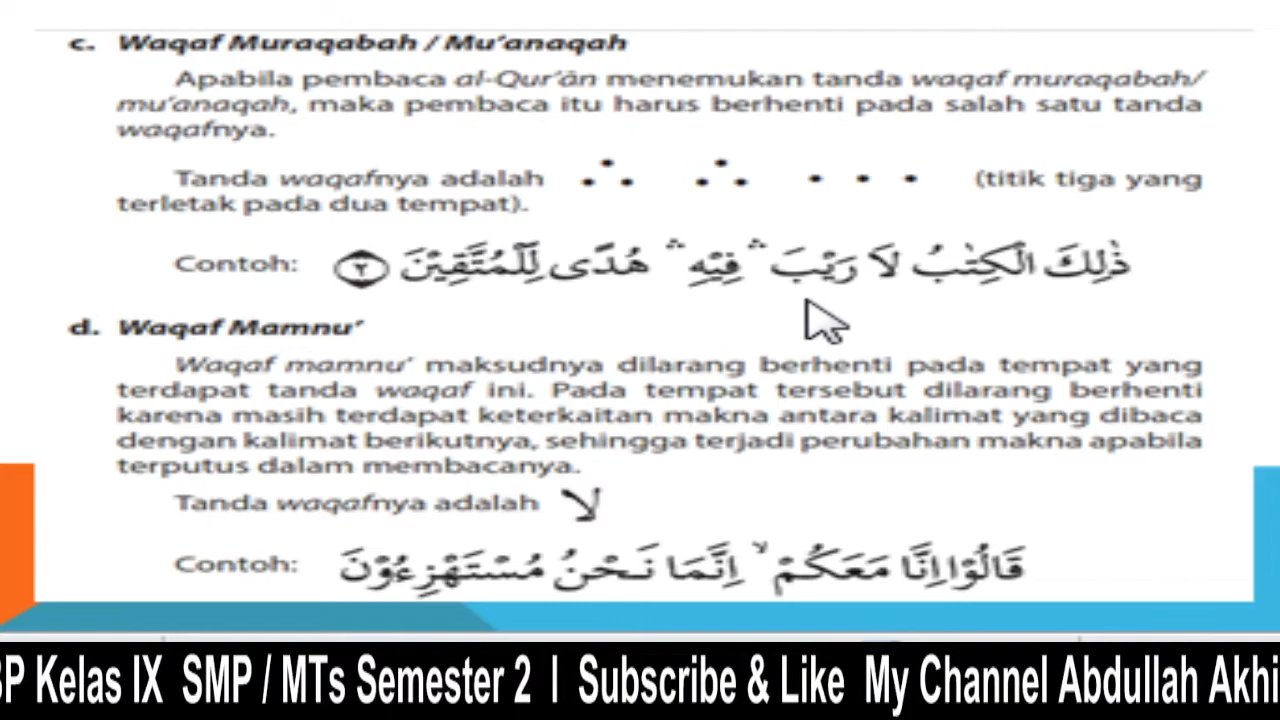 c. Waqaf Muraqabah / Mu'anaqah
Apabila pembaca al-Qur'ān menemukan tanda waqaf muraqabah/
mu'anaqah, maka pembaca itu harus berhenti pada salah satu tanda
waqafnya.
Tanda waqafnya adalah ∴ ∴ • • • (titik tiga yang
terletak pada dua tempat).
Contoh: ذٰلِكَ الْكِتٰبُ لَا رَيْبَ ۛ فِيْهِ ۛ هُدًى لِّلْمُتَّقِيْنَ ٢
d. Waqaf Mamnu'
Waqaf mamnu' maksudnya dilarang berhenti pada tempat yang
terdapat tanda waqaf ini. Pada tempat tersebut dilarang berhenti
karena masih terdapat keterkaitan makna antara kalimat yang dibaca
dengan kalimat berikutnya, sehingga terjadi perubahan makna apabila
terputus dalam membacanya.
Tanda waqafnya adalah لا
Contoh: قَالُوْٓا اِنَّا مَعَكُمْ ۙ اِنَّمَا نَحْنُ مُسْتَهْزِءُوْنَ
BP Kelas IX SMP / MTs Semester 2 I Subscribe & Like My Channel Abdullah Akhi